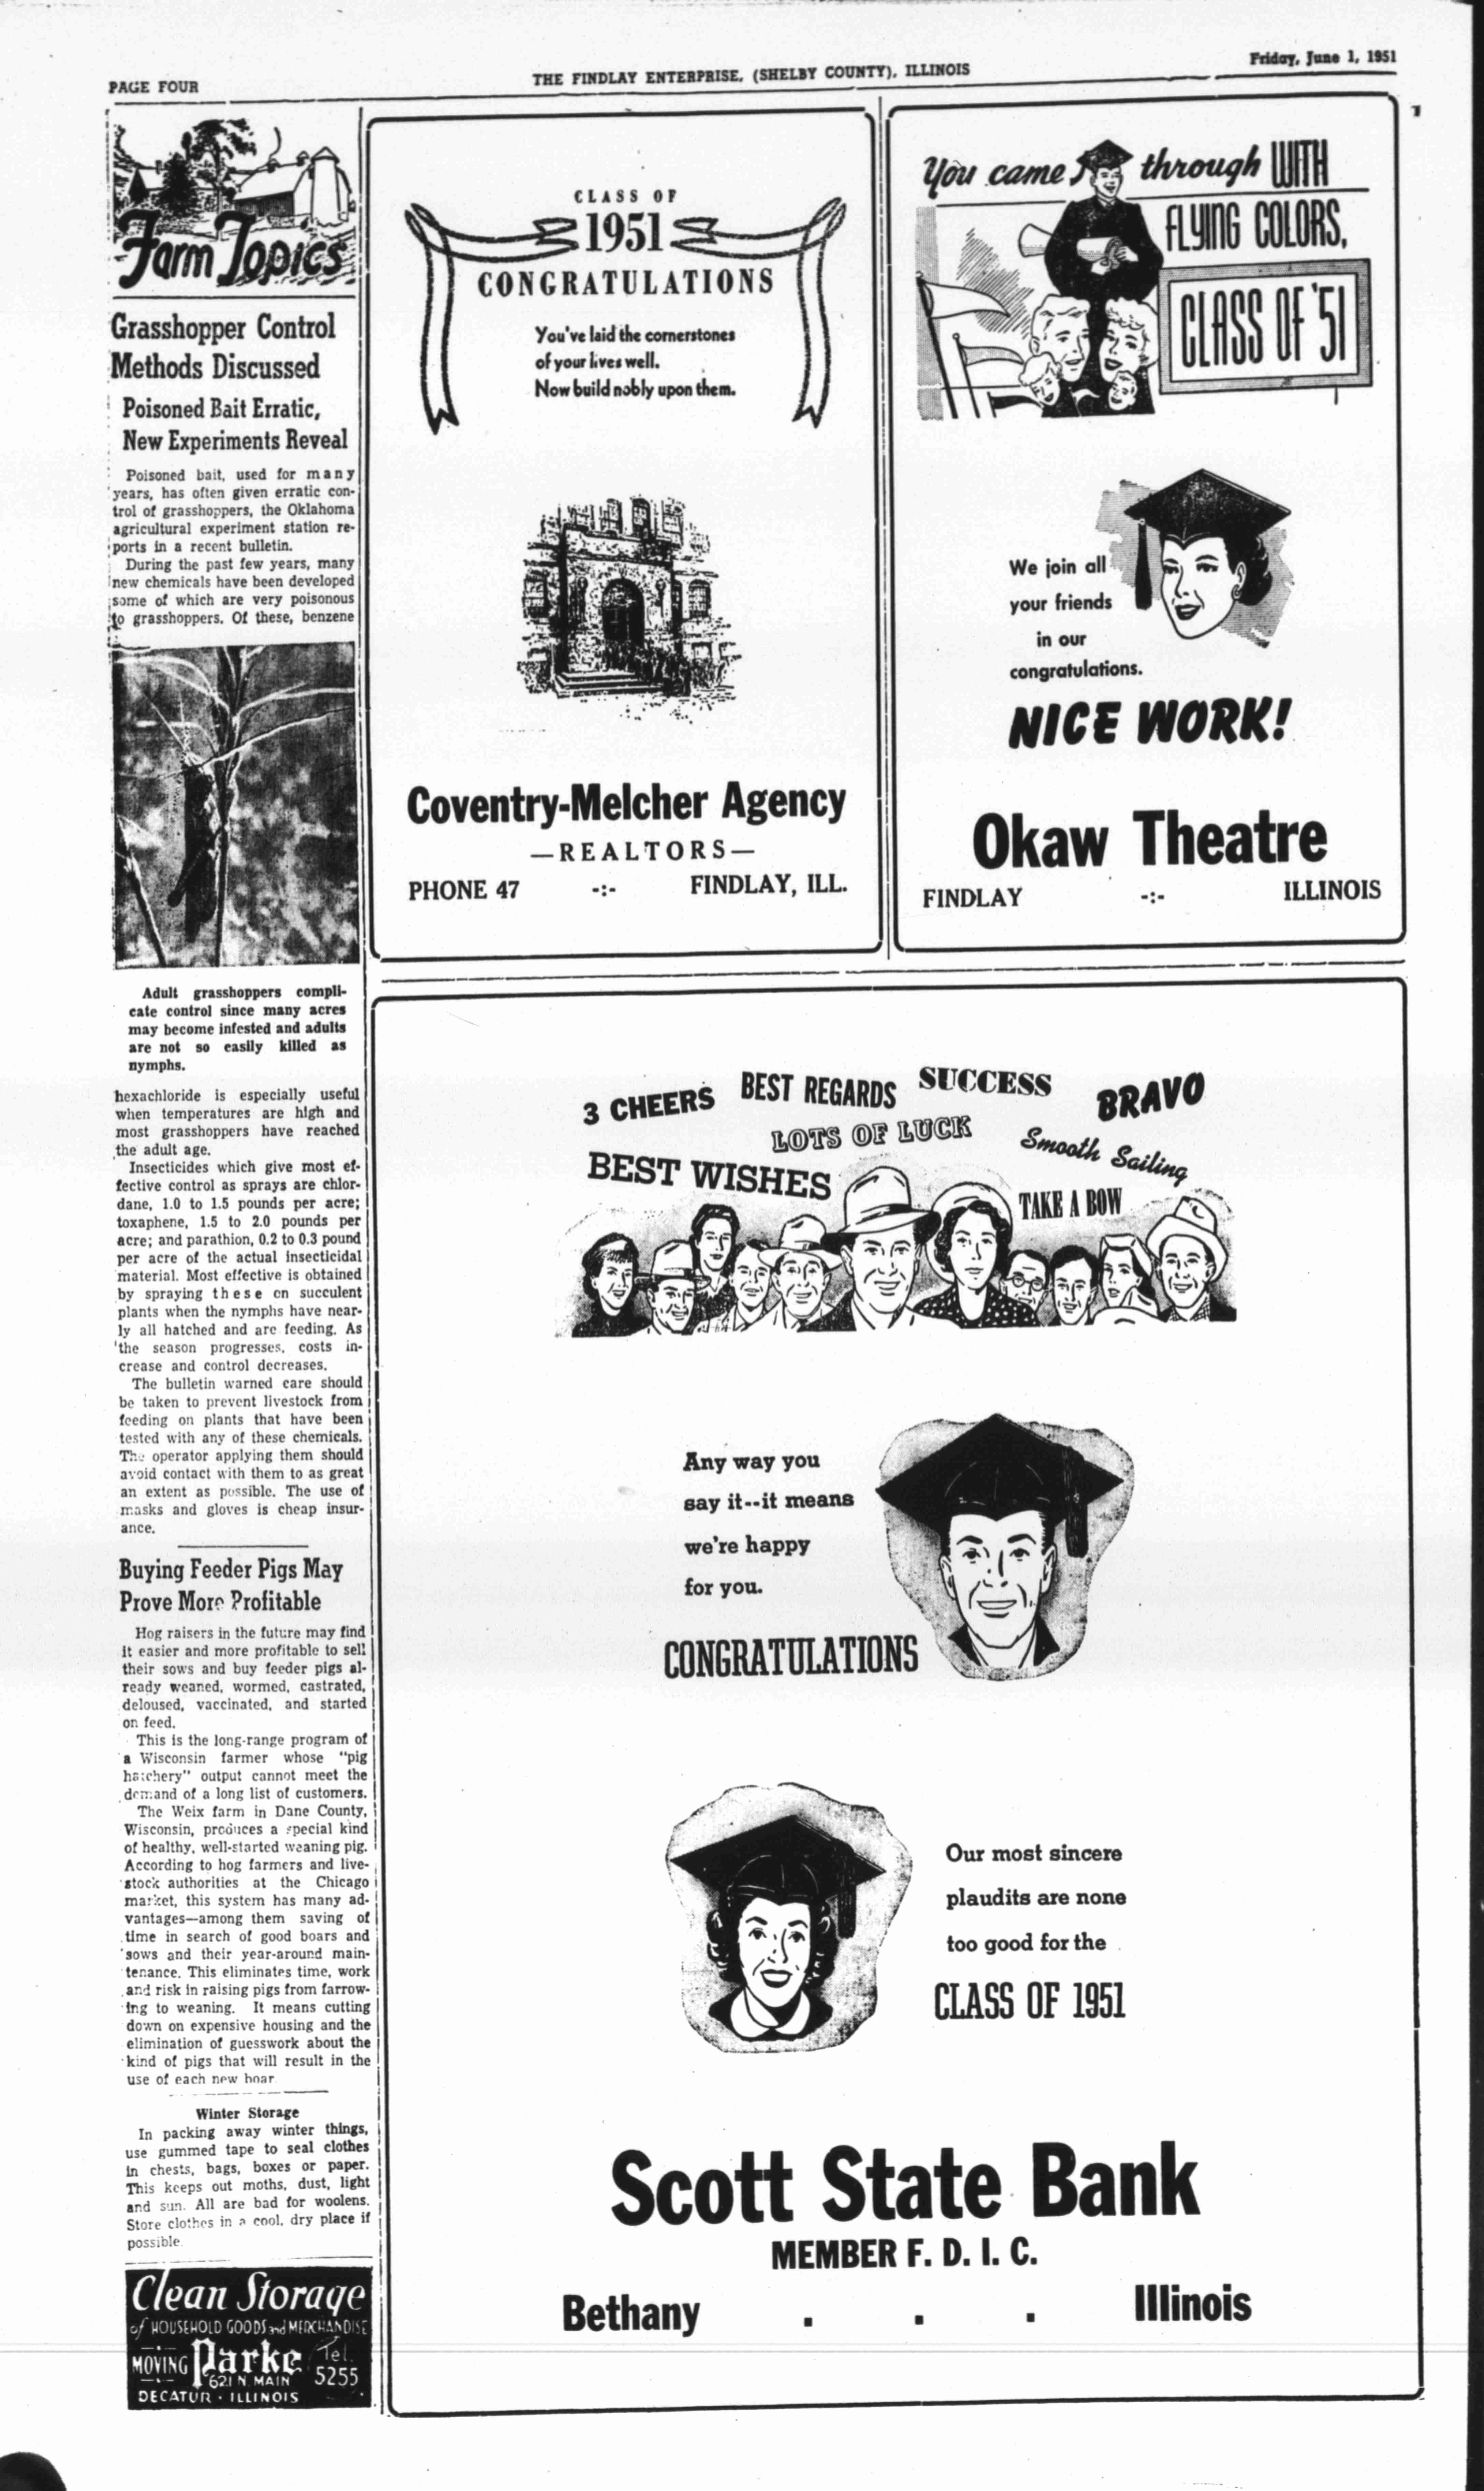 PAGE FOUR
THE FINDLAY ENTERPRISE, (SHELBY COUNTY), ILLINOIS
Friday, June 1, 1951
Farm Topics
Grasshopper Control
Methods Discussed
Poisoned Bait Erratic,
New Experiments Reveal
Poisoned bait, used for many
years, has often given erratic con-
trol of grasshoppers, the Oklahoma
agricultural experiment station re-
ports in a recent bulletin.
During the past few years, many
new chemicals have been developed
some of which are very poisonous
to grasshoppers. Of these, benzene
Adult grasshoppers compli-
cate control since many acres
may become infested and adults
are not so easily killed as
nymphs.
hexachloride is especially useful
when temperatures are high and
most grasshoppers have reached
the adult age.
Insecticides which give most ef-
fective control as sprays are chlor-
dane, 1.0 to 1.5 pounds per acre;
toxaphene, 1.5 to 2.0 pounds per
acre; and parathion, 0.2 to 0.3 pound
per acre of the actual insecticidal
material. Most effective is obtained
by spraying these on succulent
plants when the nymphs have near-
ly all hatched and are feeding. As
the season progresses, costs in-
crease and control decreases.
The bulletin warned care should
be taken to prevent livestock from
feeding on plants that have been
tested with any of these chemicals.
The operator applying them should
avoid contact with them to as great
an extent as possible. The use of
masks and gloves is cheap insur-
ance.
Buying Feeder Pigs May
Prove More Profitable
Hog raisers in the future may find
it easier and more profitable to sell
their sows and buy feeder pigs al-
ready weaned, wormed, castrated,
deloused, vaccinated, and started
on feed.
This is the long-range program of
a Wisconsin farmer whose "pig
hatchery" output cannot meet the
demand of a long list of customers.
The Weix farm in Dane County,
Wisconsin, produces a special kind
of healthy, well-started weaning pig.
According to hog farmers and live-
stock authorities at the Chicago
market, this system has many ad-
vantages—among them saving of
time in search of good boars and
sows and their year-around main-
tenance. This eliminates time, work
and risk in raising pigs from farrow-
ing to weaning. It means cutting
down on expensive housing and the
elimination of guesswork about the
kind of pigs that will result in the
use of each new boar.
Winter Storage
In packing away winter things,
use gummed tape to seal clothes
in chests, bags, boxes or paper.
This keeps out moths, dust, light
and sun. All are bad for woolens.
Store clothes in a cool, dry place if
possible.
Clean Storage
of HOUSEHOLD GOODS and MERCHANDISE
MOVING Parke Tel.
621 N MAIN 5255
DECATUR · ILLINOIS
CLASS OF
1951
CONGRATULATIONS
You've laid the cornerstones
of your lives well.
Now build nobly upon them.
Coventry-Melcher Agency
—REALTORS—
PHONE 47 -:- FINDLAY, ILL.
You came through WITH
FLYING COLORS,
CLASS OF '51
We join all
your friends
in our
congratulations.
NICE WORK!
Okaw Theatre
FINDLAY -:- ILLINOIS
3 CHEERS BEST REGARDS SUCCESS BRAVO
LOTS OF LUCK Smooth Sailing
BEST WISHES TAKE A BOW
Any way you
say it--it means
we're happy
for you.
CONGRATULATIONS
Our most sincere
plaudits are none
too good for the
CLASS OF 1951
Scott State Bank
MEMBER F. D. I. C.
Bethany . . . Illinois